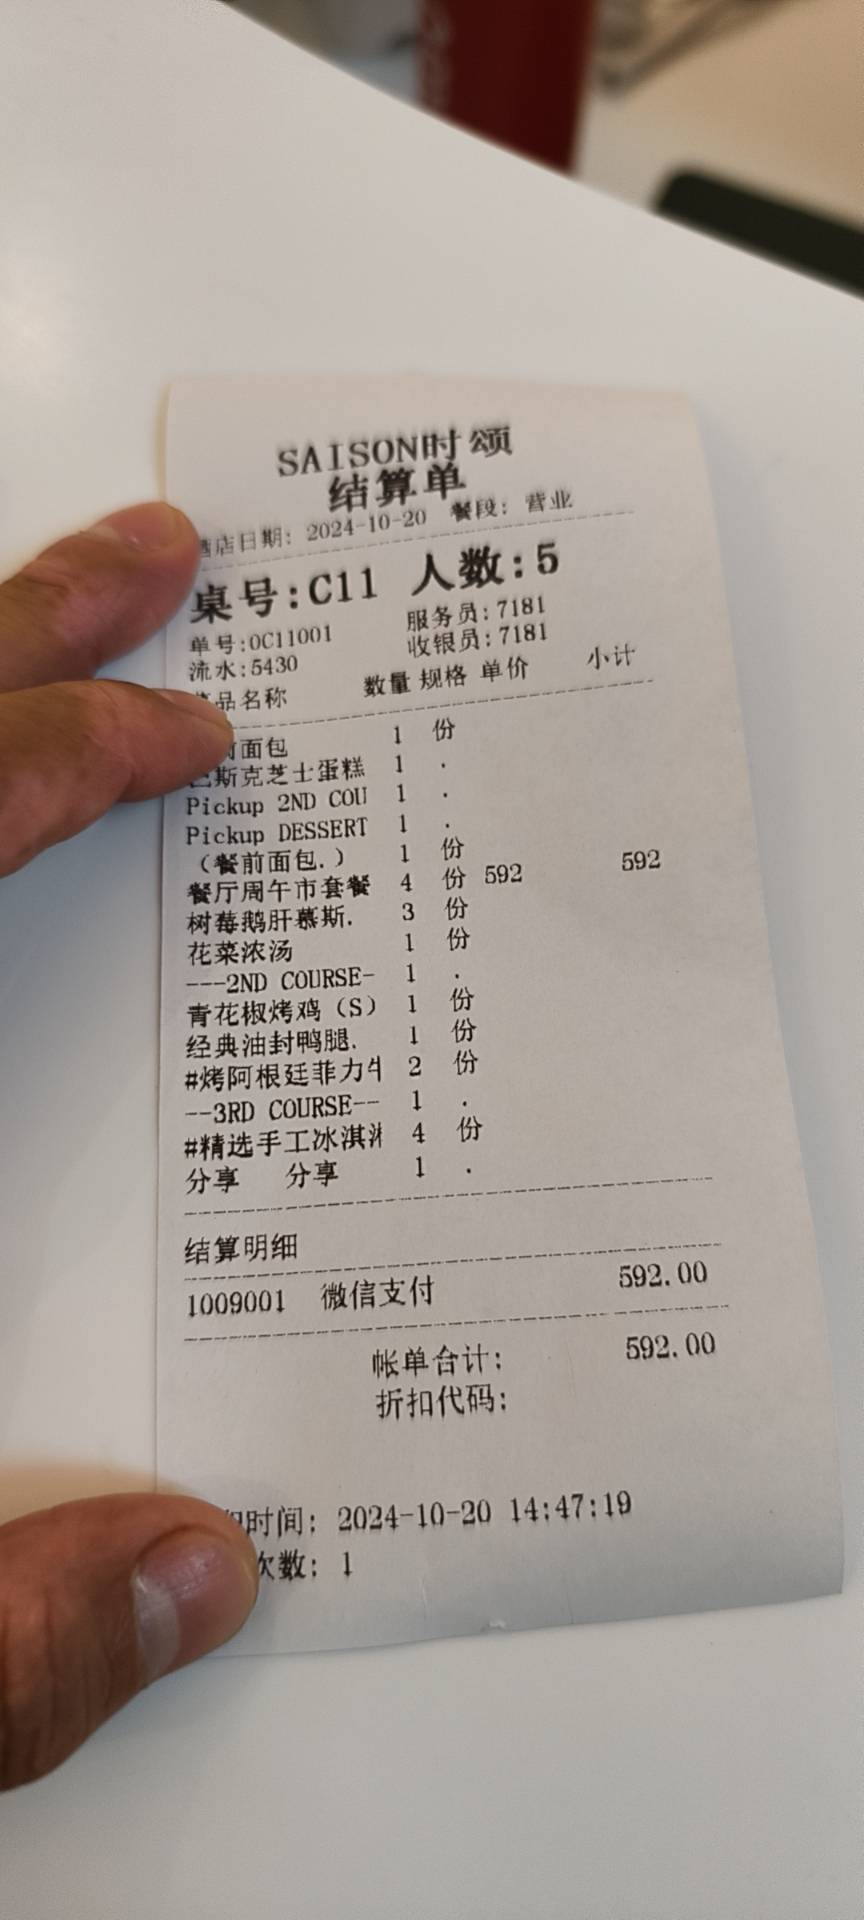 SAISON时颂
结算单
酒店日期: 2024-10-20 餐段: 营业
桌号:C11 人数:5
单号:0C11001 服务员:7181
流水:5430 收银员:7181
品名称 数量 规格 单价 小计
前面包 1 份
巴斯克芝士蛋糕 1 .
Pickup 2ND COU 1 .
Pickup DESSERT 1 .
（餐前面包.） 1 份
餐厅周午市套餐 4 份 592 592
树莓鹅肝慕斯. 3 份
花菜浓汤 1 份
---2ND COURSE- 1 .
青花椒烤鸡（S） 1 份
经典油封鸭腿. 1 份
#烤阿根廷菲力牛 2 份
--3RD COURSE-- 1 .
#精选手工冰淇淋 4 份
分享 分享 1 .
结算明细
1009001 微信支付 592.00
帐单合计: 592.00
折扣代码:
时间: 2024-10-20 14:47:19
次数: 1